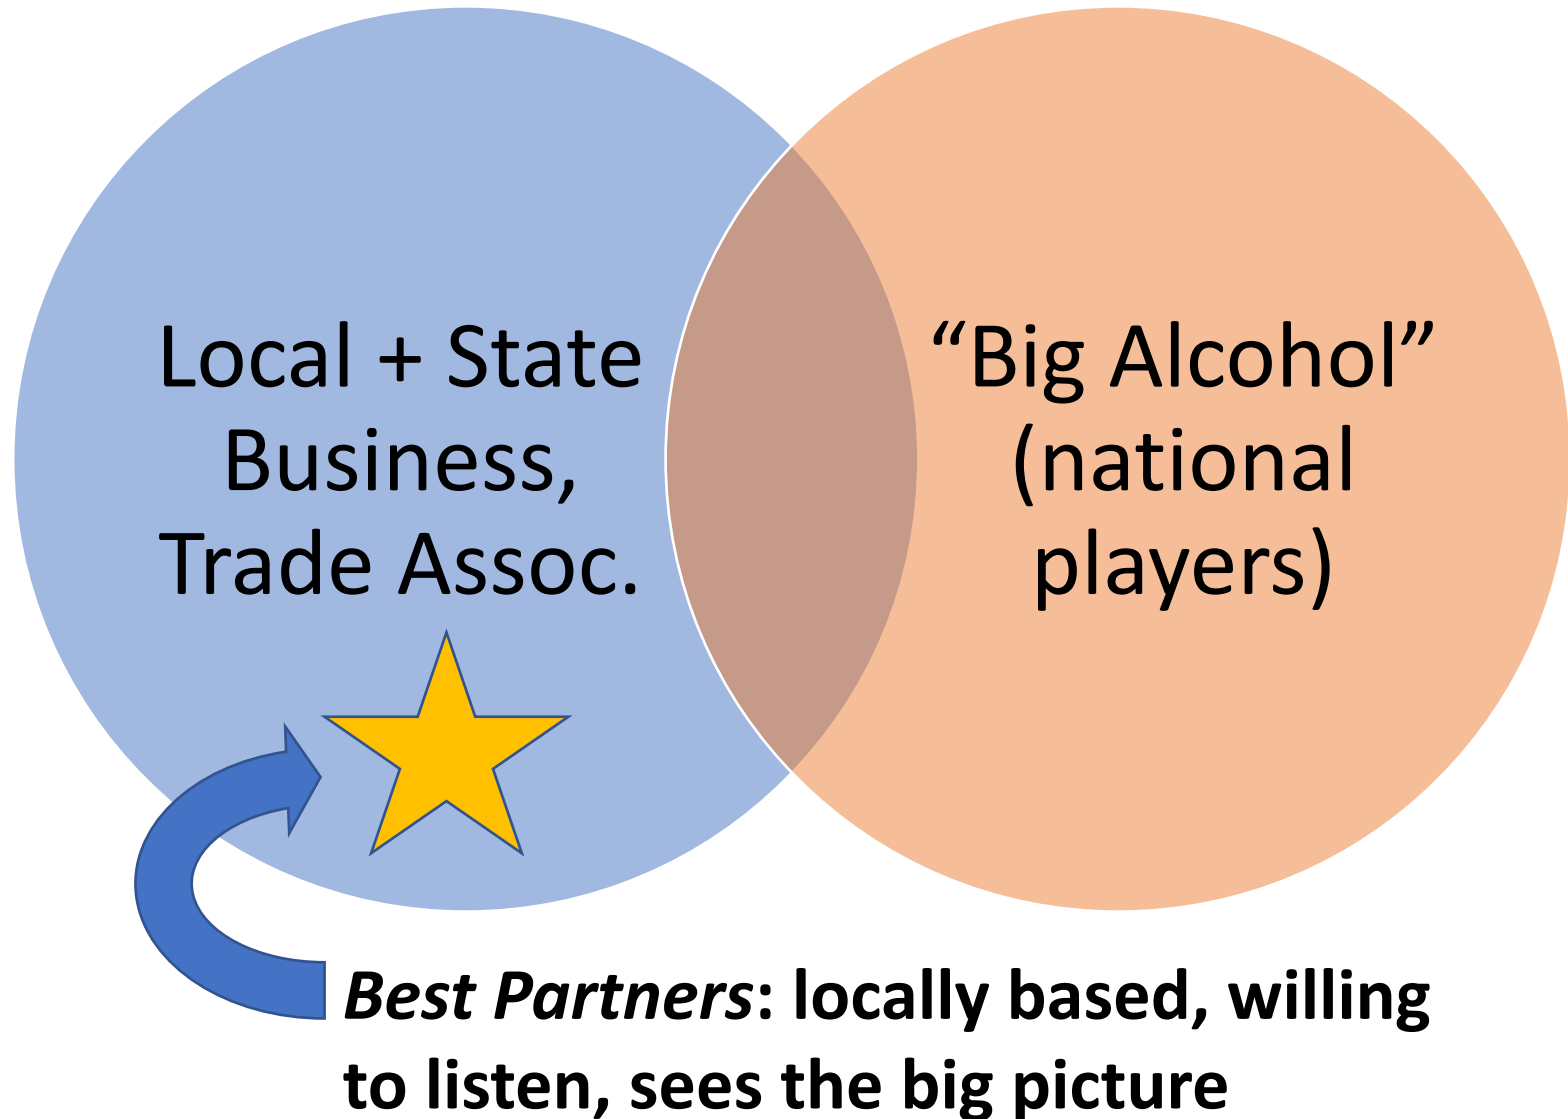 Local + State
Business,
Trade Assoc.
“Big Alcohol”
(national
players)
Best Partners: locally based, willing
to listen, sees the big picture